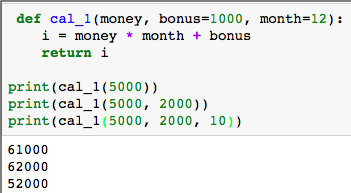 def cal_1(money, bonus=1000, month=12):
    i = money * month + bonus
    return i
print(cal_1(5000))
print(cal_1(5000, 2000))
print(cal_1(5000, 2000, 10))
61000
62000
52000